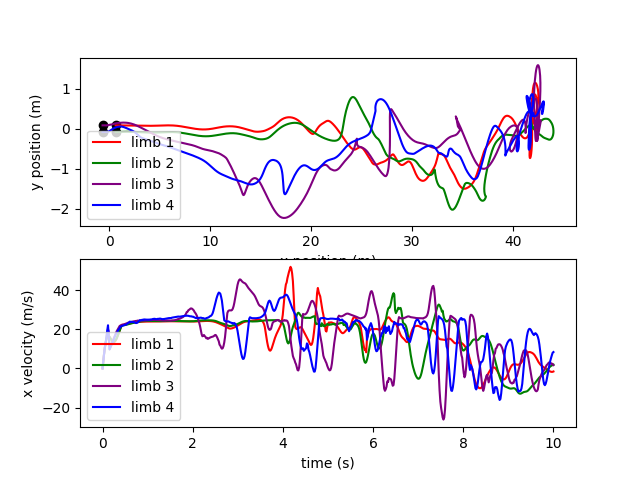 y position (m)
1
0
−1
−2
limb 1
limb 2
limb 3
limb 4
0
10
20
30
40
x position (m)
x velocity (m/s)
40
20
0
−20
limb 1
limb 2
limb 3
limb 4
0
2
4
6
8
10
time (s)